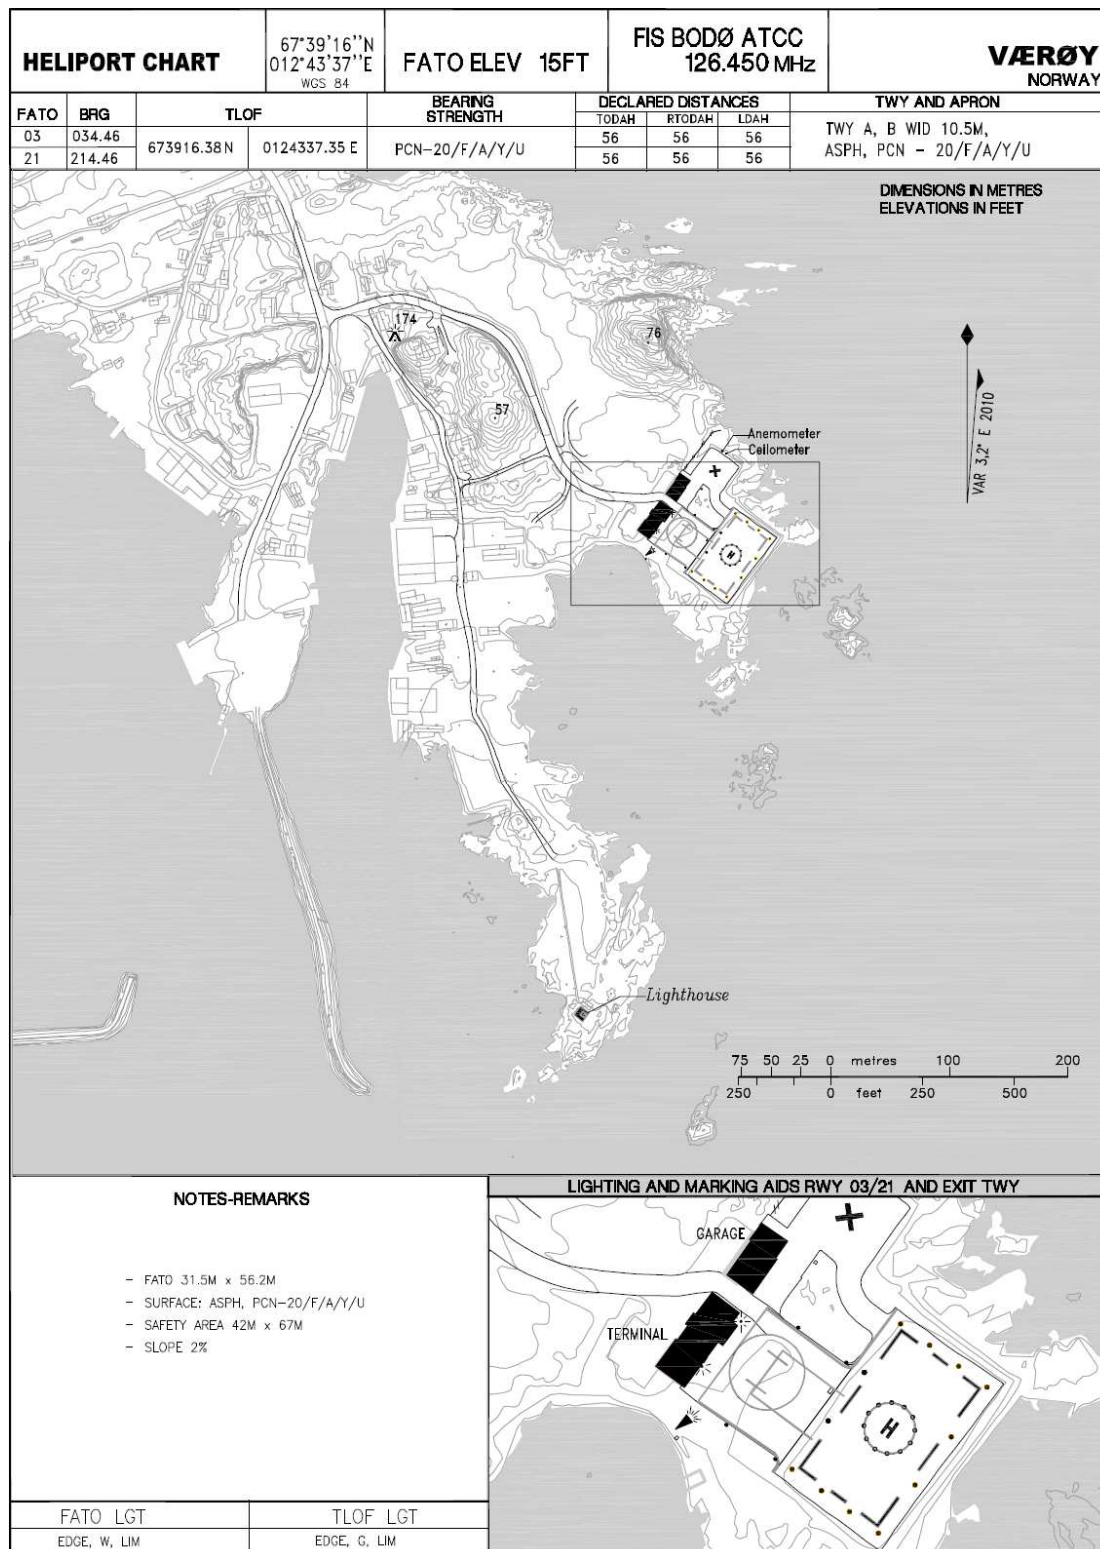 HELIPORT CHART
67°39'16''N
012°43'37''E
WGS 84
FATO ELEV 15FT
FIS BODØ ATCC
126.450 MHz
VÆRØY
NORWAY
FATO BRG TLOF BEARING STRENGTH DECLARED DISTANCES TWY AND APRON
TODAH RTODAH LDAH
03 034.46 673916.38 N 0124337.35 E PCN-20/F/A/Y/U 56 56 56 TWY A, B WID 10.5M,
21 214.46 56 56 56 ASPH, PCN - 20/F/A/Y/U
DIMENSIONS IN METRES
ELEVATIONS IN FEET
174
76
57
VAR 3,2° E 2010
Anemometer
Ceilometer
H
Lighthouse
75 50 25 0 metres 100 200
250 0 feet 250 500
NOTES-REMARKS
- FATO 31.5M x 56.2M
- SURFACE: ASPH, PCN-20/F/A/Y/U
- SAFETY AREA 42M x 67M
- SLOPE 2%
FATO LGT TLOF LGT
EDGE, W, LIM EDGE, G, LIM
LIGHTING AND MARKING AIDS RWY 03/21 AND EXIT TWY
GARAGE
TERMINAL
H